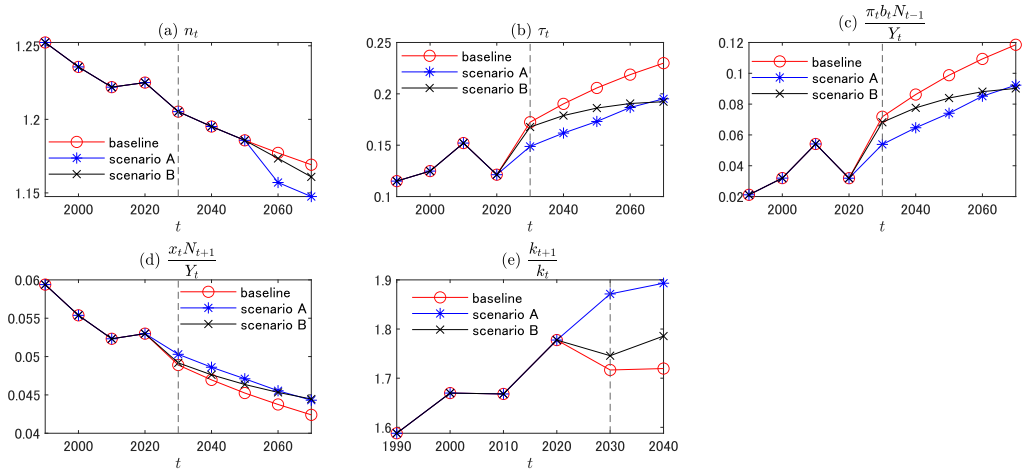 (a) n_t
1.25
1.2
1.15
baseline
scenario A
scenario B
2000 2020 2040 2060
t
(b) τ_t
0.25
0.2
0.15
0.1
baseline
scenario A
scenario B
2000 2020 2040 2060
t
(c) π_t b_t N_{t−1} / Y_t
0.12
0.1
0.08
0.06
0.04
0.02
baseline
scenario A
scenario B
2000 2020 2040 2060
t
(d) x_t N_{t+1} / Y_t
0.06
0.055
0.05
0.045
0.04
baseline
scenario A
scenario B
2000 2020 2040 2060
t
(e) k_{t+1} / k_t
1.9
1.8
1.7
1.6
baseline
scenario A
scenario B
1990 2000 2010 2020 2030 2040
t